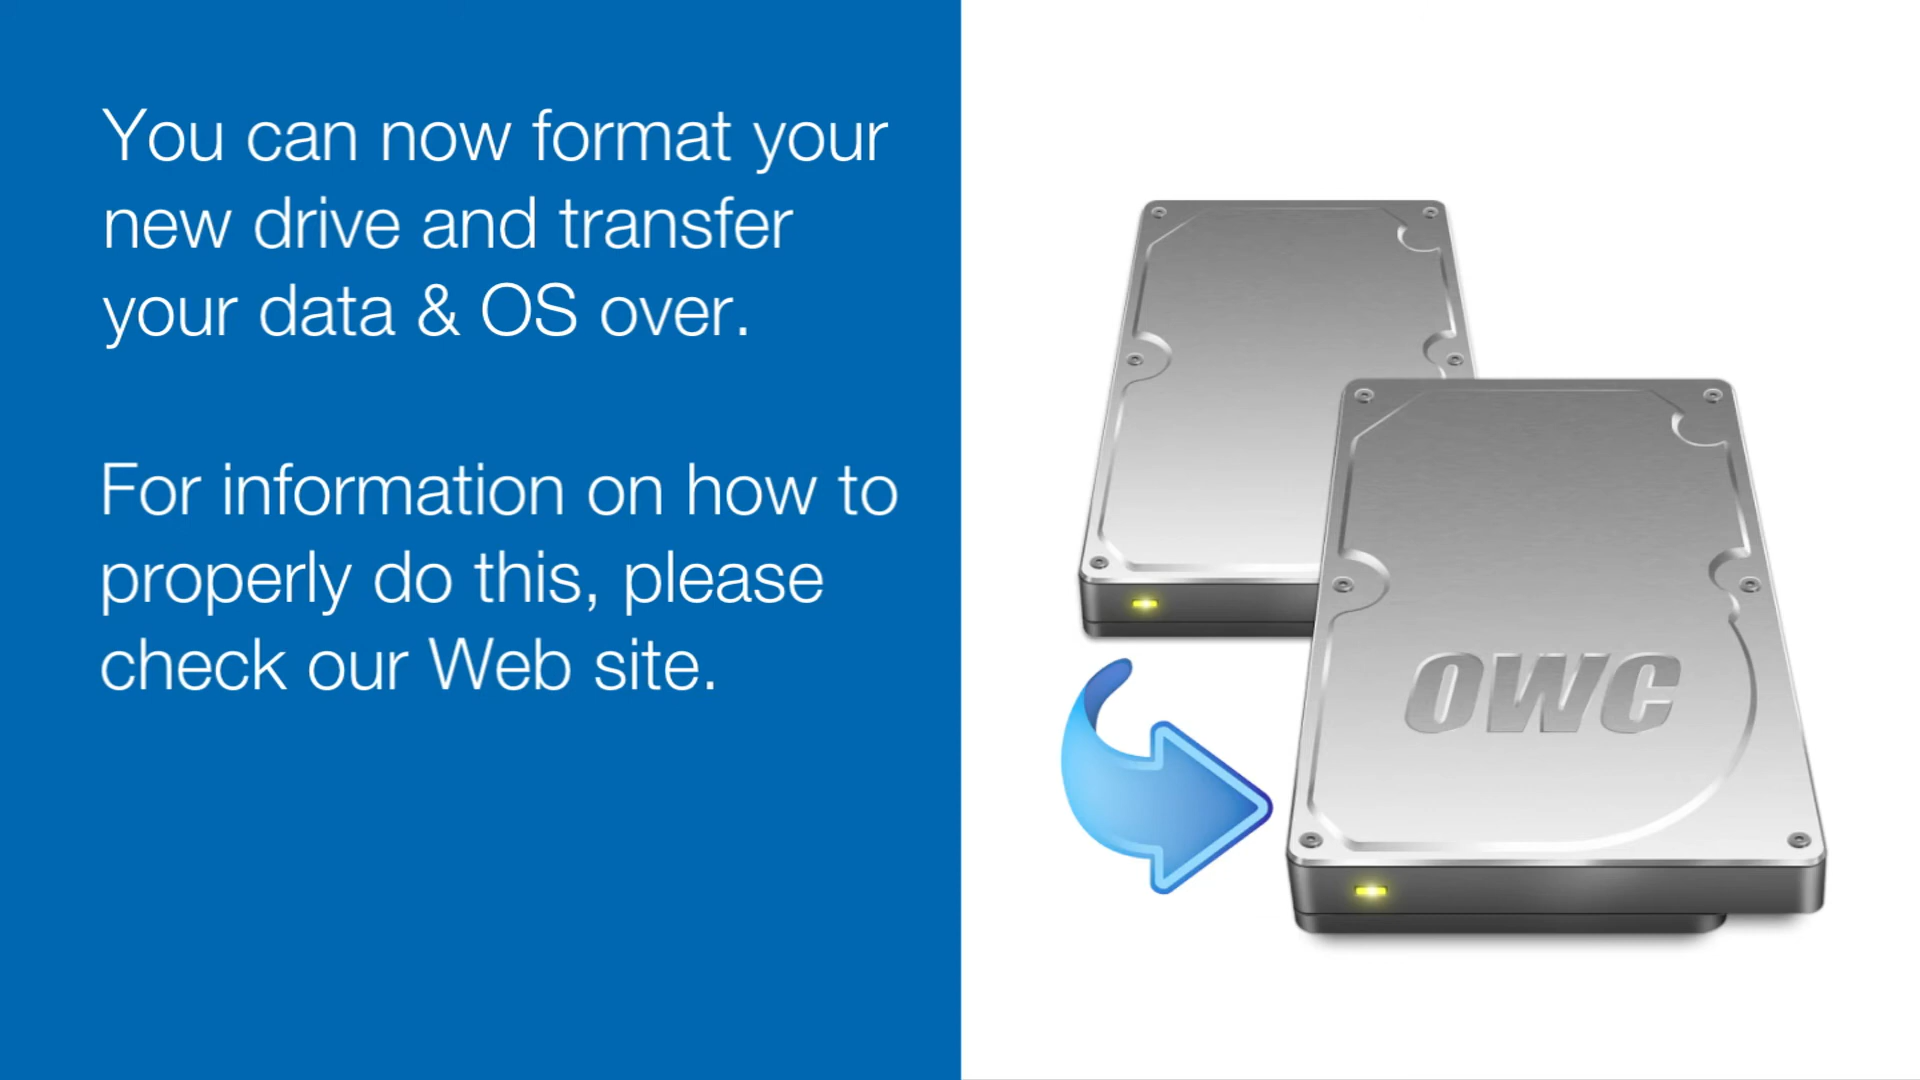 You can now format your
new drive and transfer
your data & OS over.
For information on how to
properly do this, please
check our Web site.
OWC